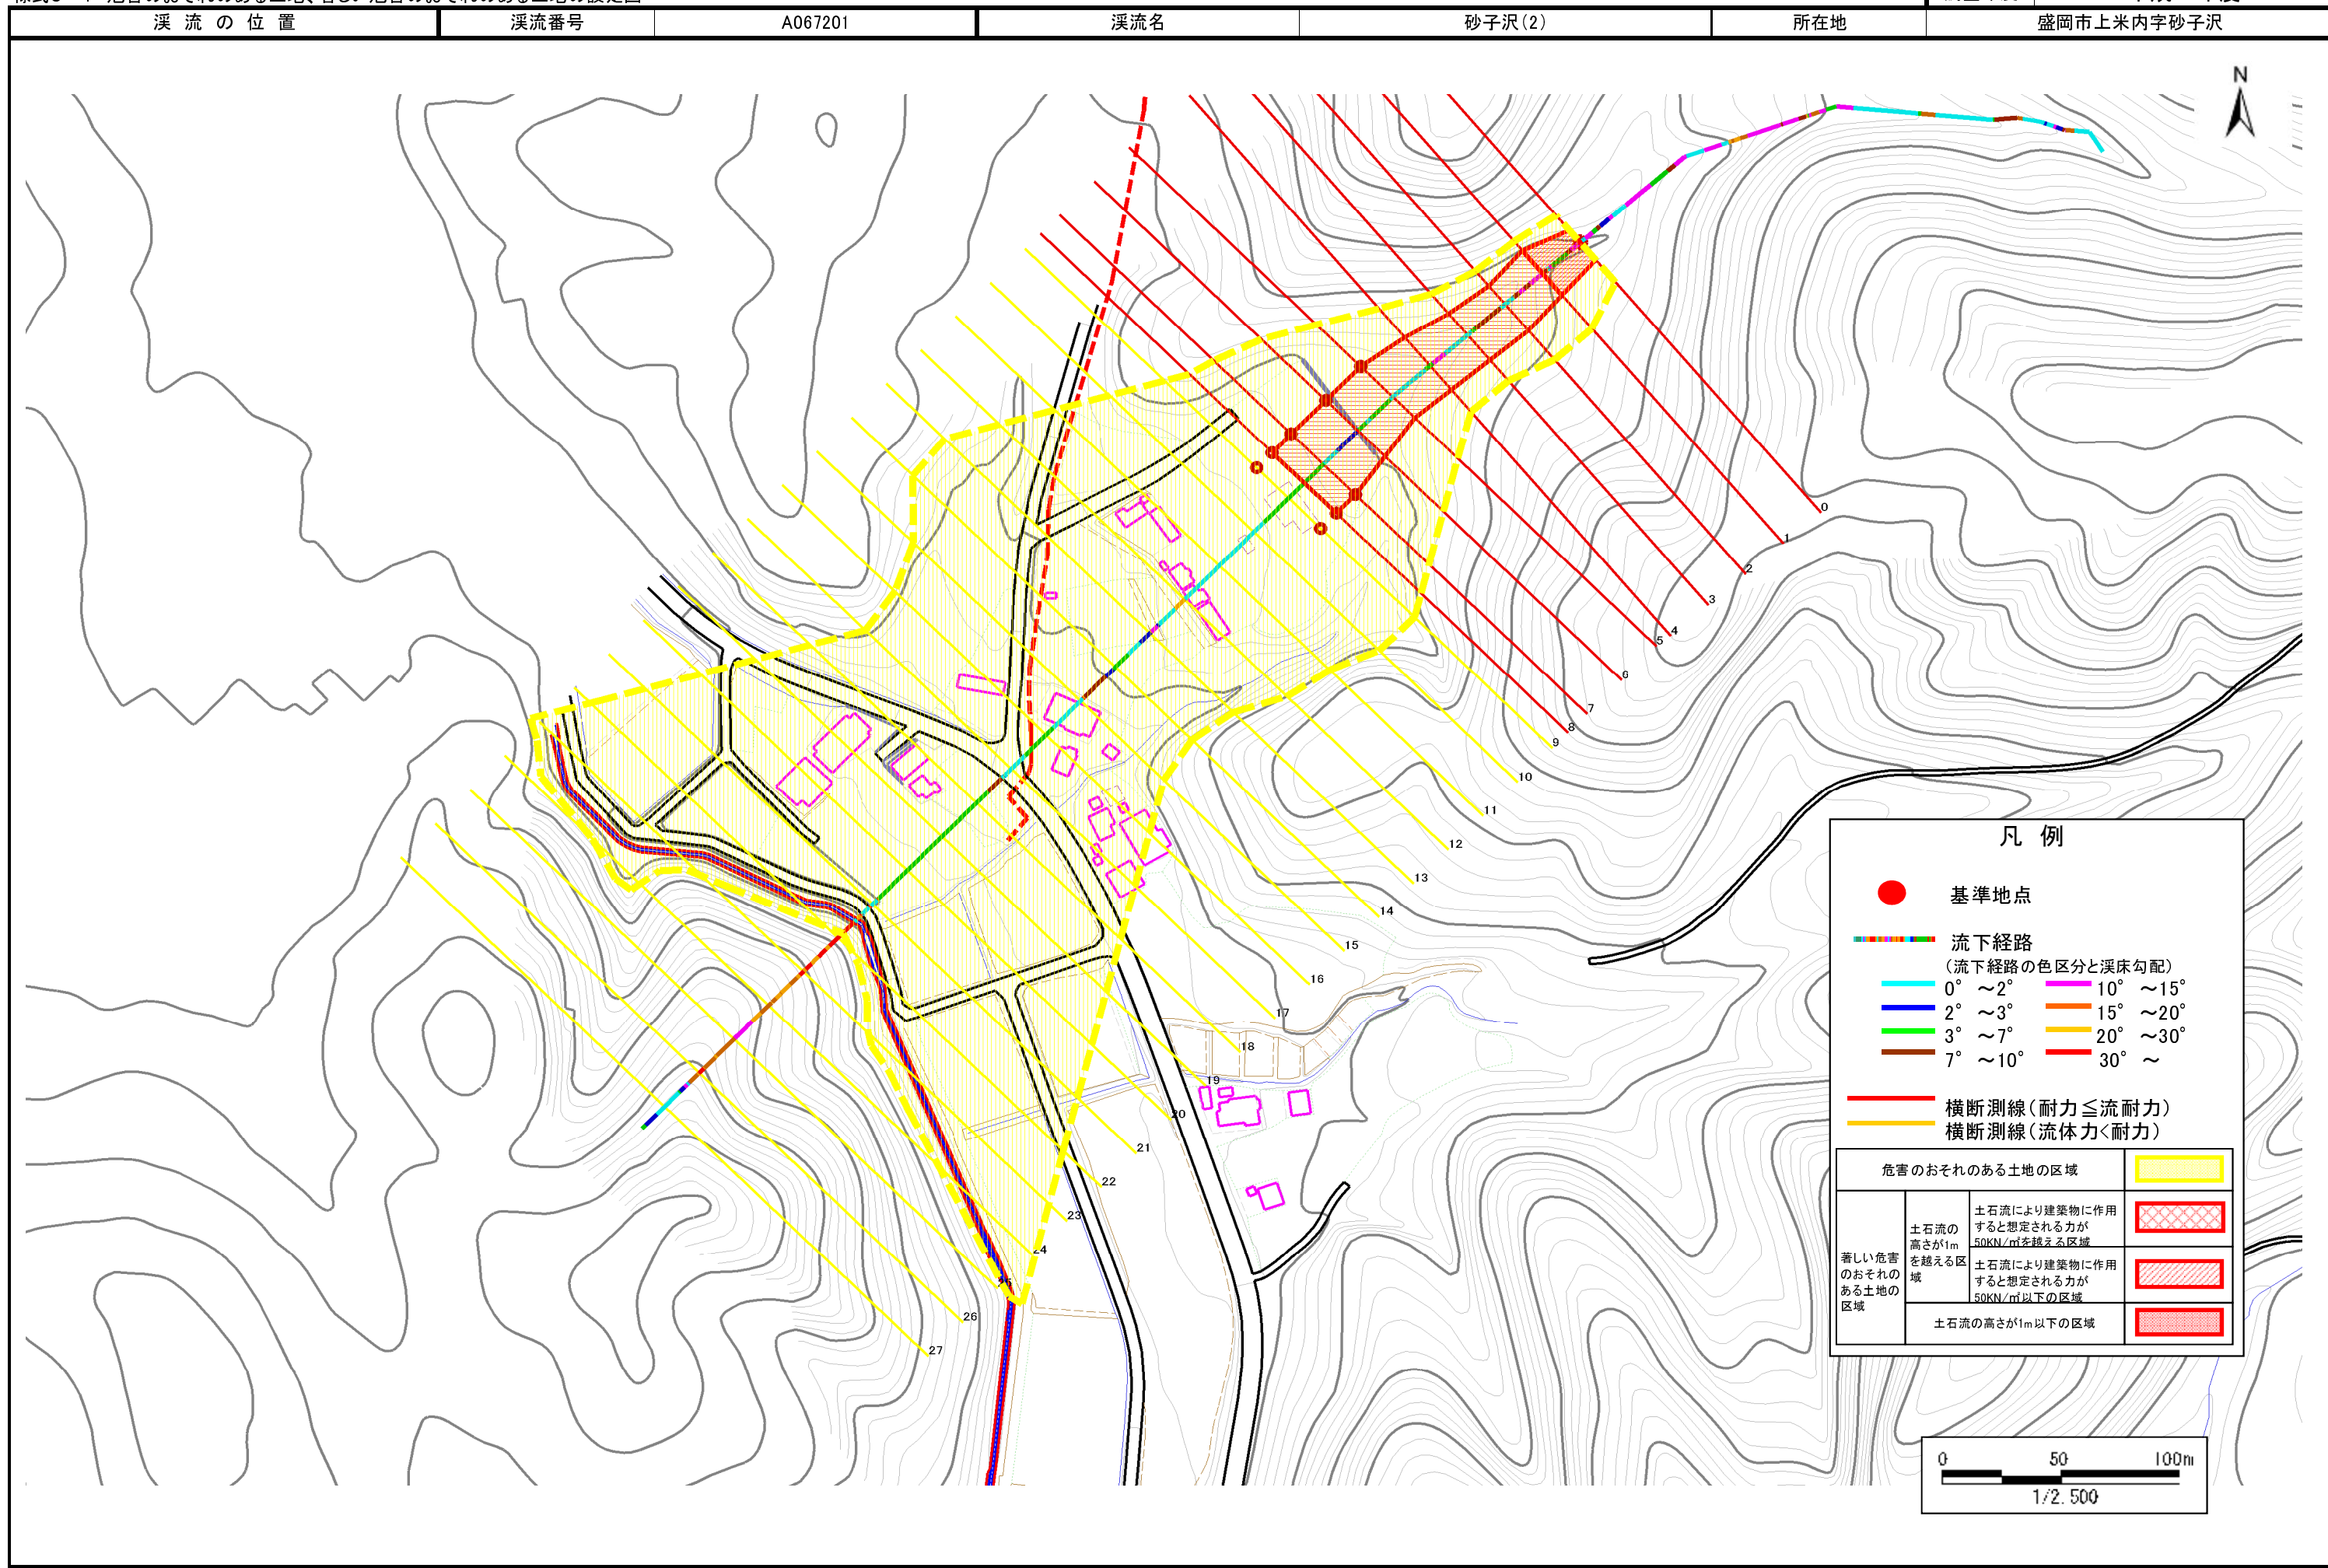 溪流の位置 渓流番号 A067201 渓流名 砂子沢(2) 所在地 盛岡市上米内字砂子沢
N
0
1
2
3
4
5
6
7
8
9
10
11
12
13
14
15
16
17
18
19
20
21
22
23
24
26
27
凡 例
基準地点
流下経路
(流下経路の色区分と渓床勾配)
0° ~2° 10° ~15°
2° ~3° 15° ~20°
3° ~7° 20° ~30°
7° ~10° 30° ~
横断測線(耐力≦流耐力)
横断測線(流体力<耐力)
危害のおそれのある土地の区域
著しい危害
のおそれの
ある土地の
区域
土石流の
高さが1m
を越える区
域
土石流により建築物に作用
すると想定される力が
50KN/㎡を越える区域
土石流により建築物に作用
すると想定される力が
50KN/㎡以下の区域
土石流の高さが1m以下の区域
0 50 100m
1/2.500